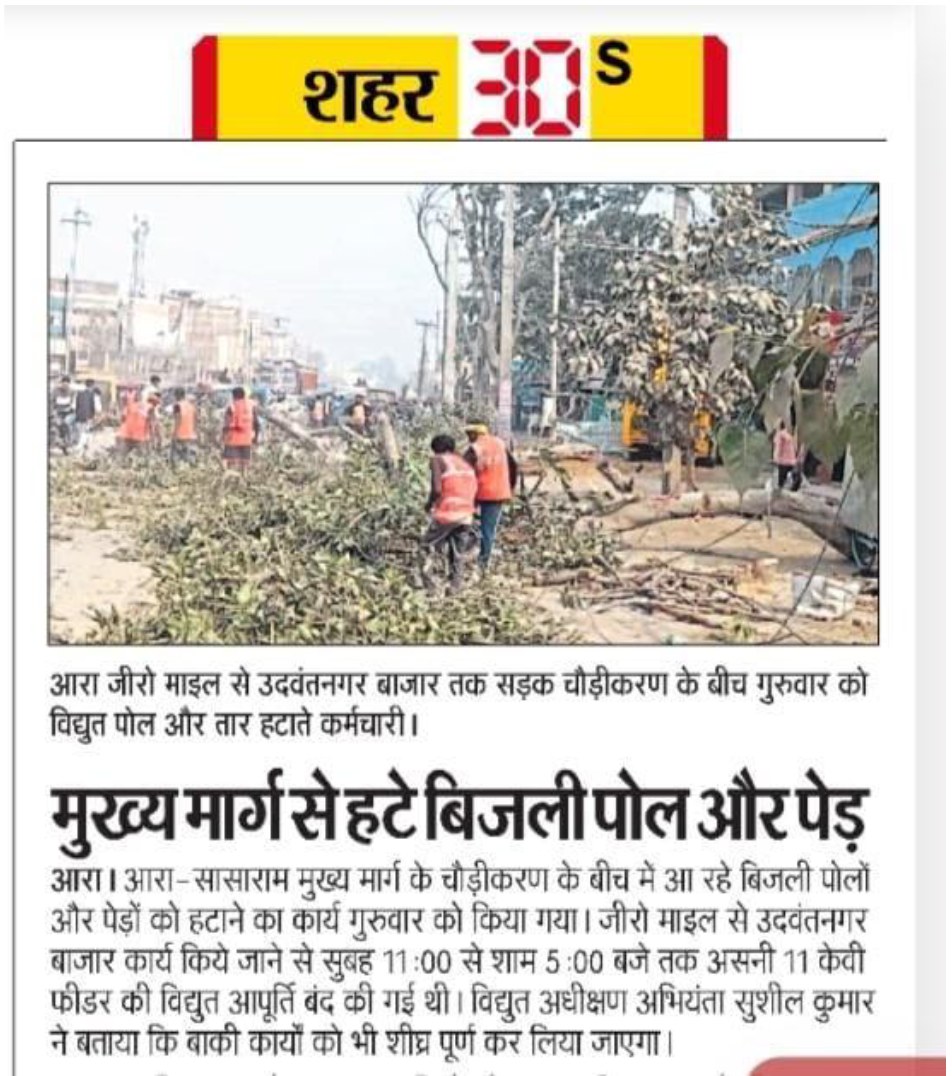 शहर 30 S
आरा जीरो माइल से उदवंतनगर बाजार तक सड़क चौड़ीकरण के बीच गुरुवार को
विद्युत पोल और तार हटाते कर्मचारी।
मुख्य मार्ग से हटे बिजली पोल और पेड़
आरा। आरा-सासाराम मुख्य मार्ग के चौड़ीकरण के बीच में आ रहे बिजली पोलों
और पेड़ों को हटाने का कार्य गुरुवार को किया गया। जीरो माइल से उदवंतनगर
बाजार कार्य किये जाने से सुबह 11:00 से शाम 5:00 बजे तक असनी 11 केवी
फीडर की विद्युत आपूर्ति बंद की गई थी। विद्युत अधीक्षण अभियंता सुशील कुमार
ने बताया कि बाकी कार्यों को भी शीघ्र पूर्ण कर लिया जाएगा।